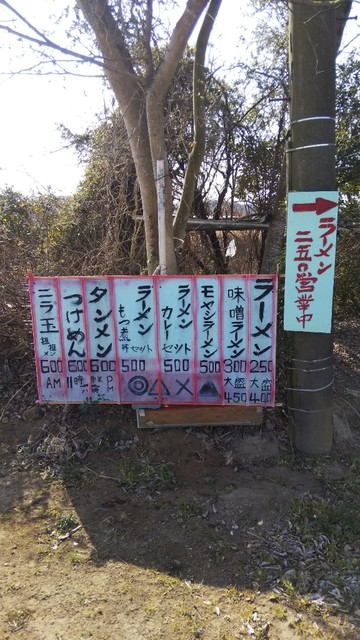 ラーメン
二五〇営業中
ラーメン 250
大盛 400
味噌ラーメン 300
大盛 450
モヤシラーメン 500
ラーメン カレーセット 500
ラーメン もつ煮 セット 500
タンメン 500
つけめん 600
11時
ニラ玉 600
AM